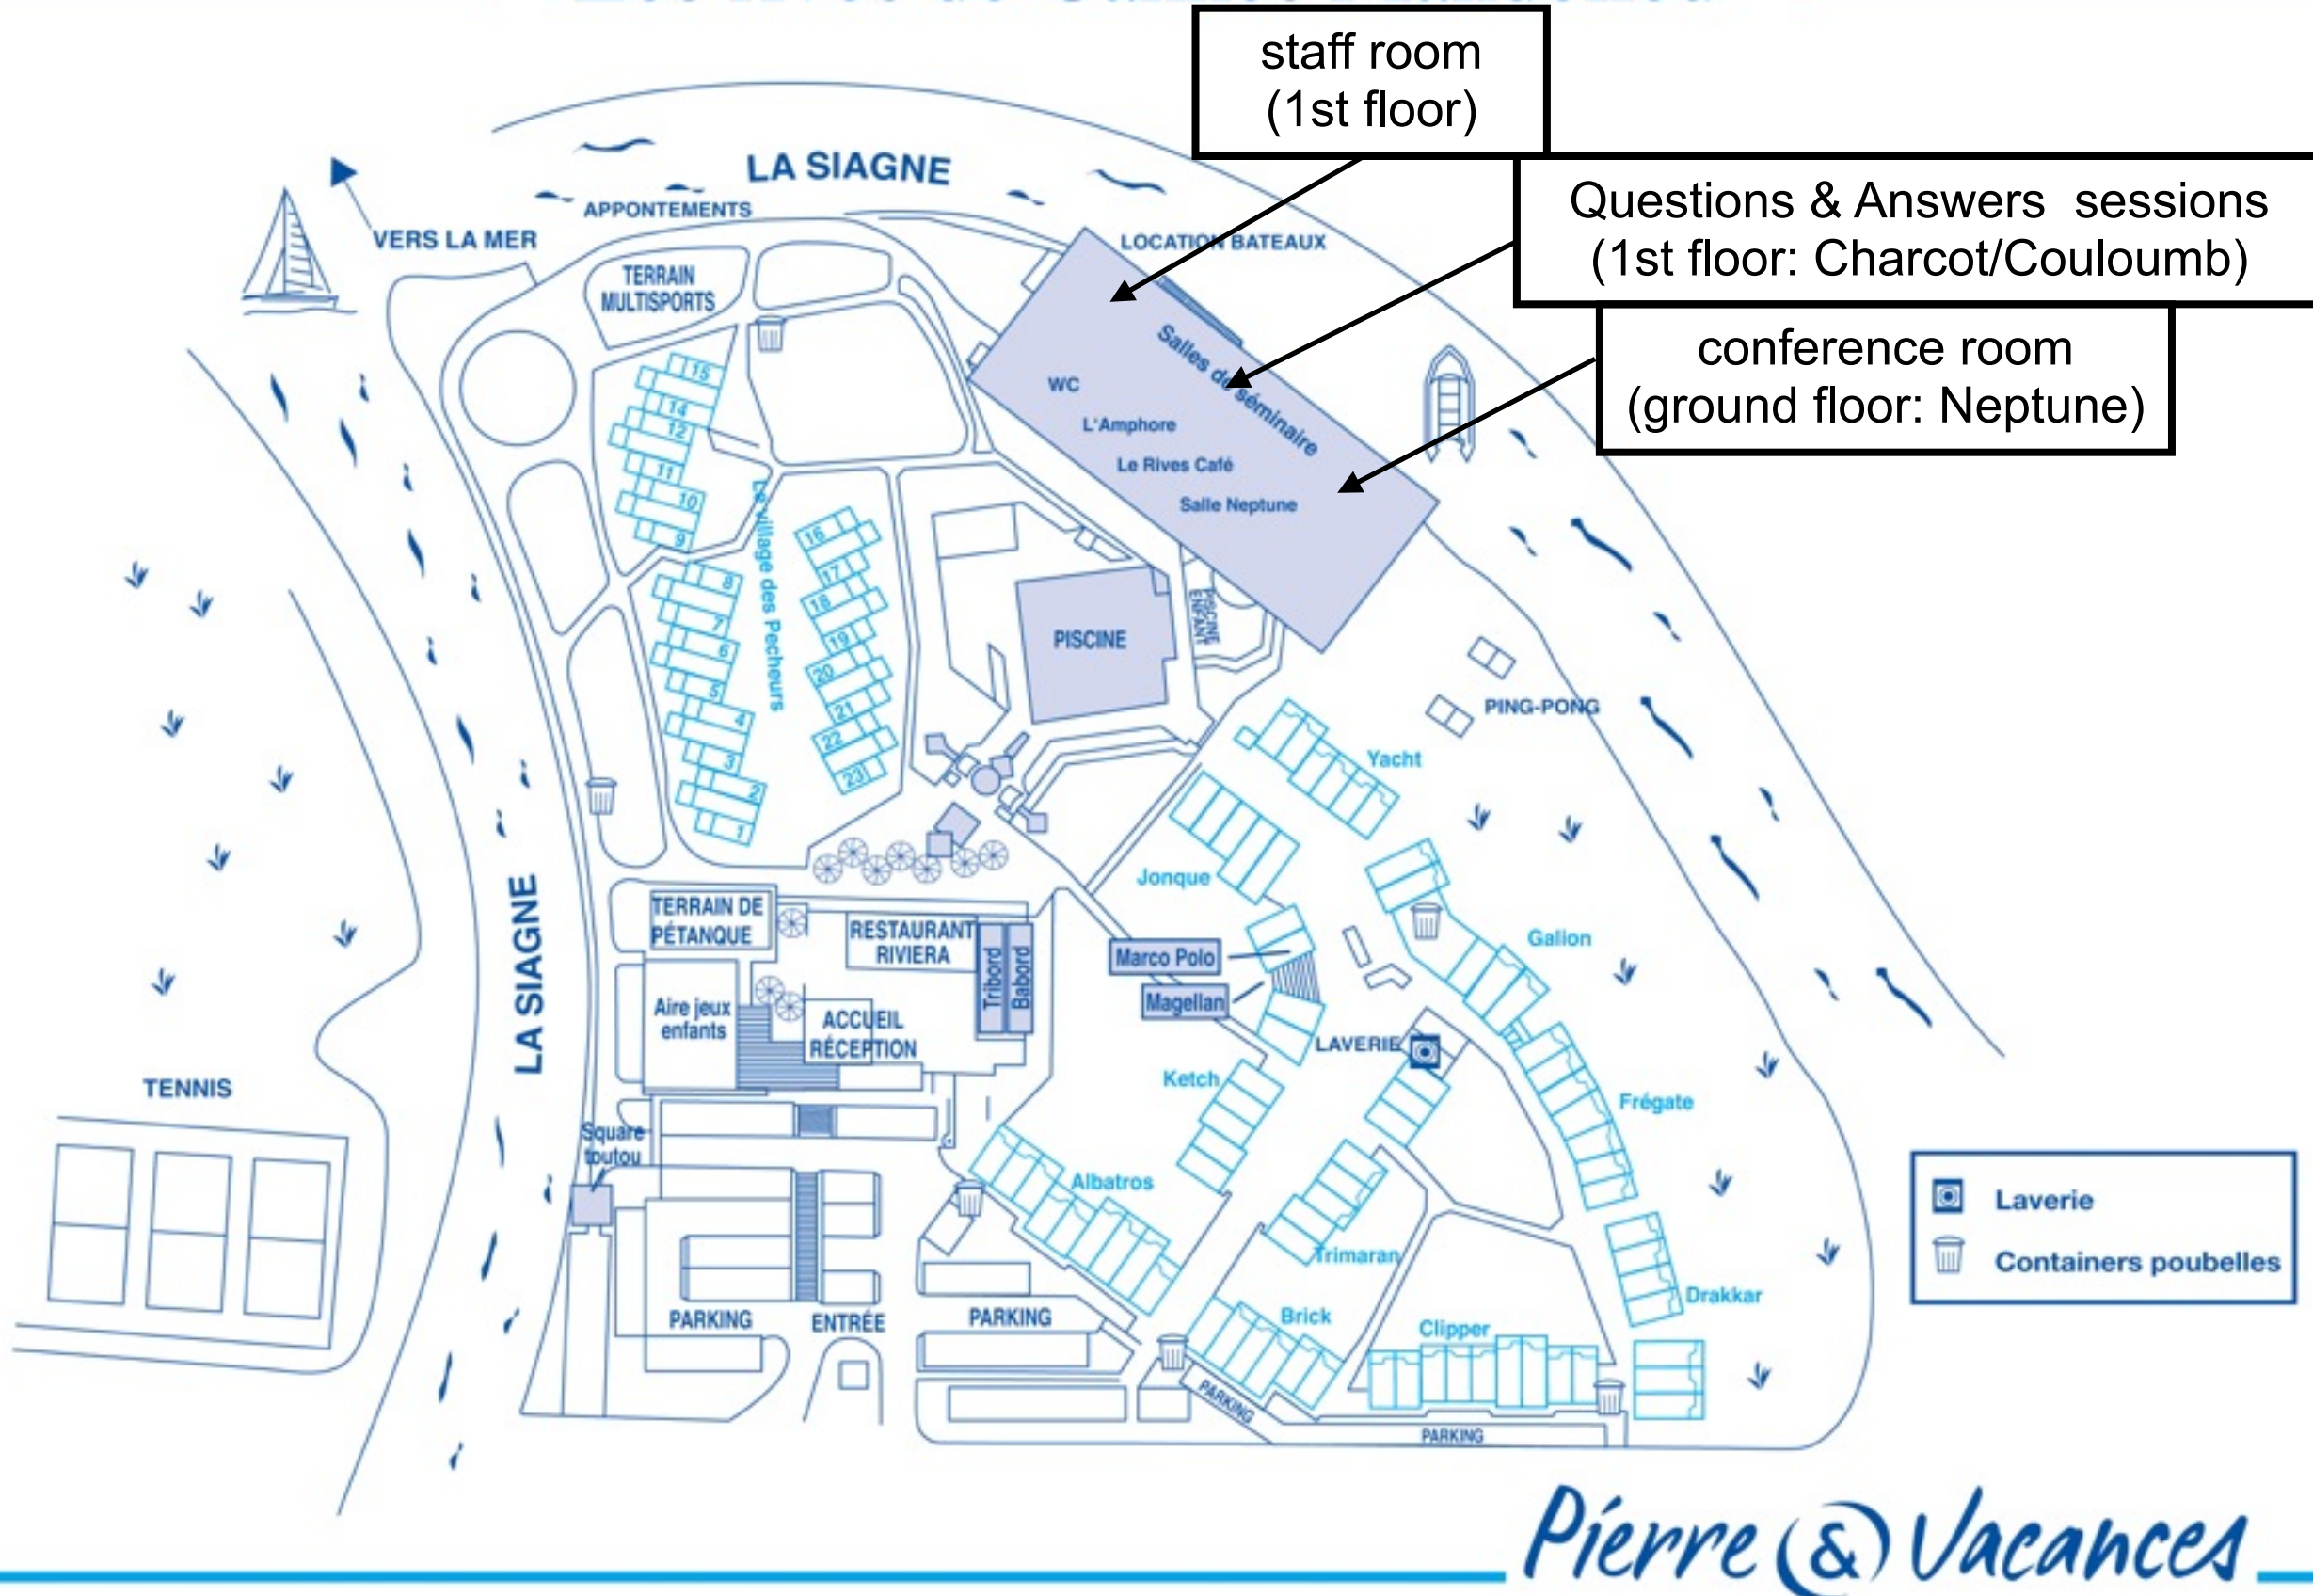 staff room
(1st floor)
LA SIAGNE
Questions & Answers sessions
(1st floor: Charcot/Couloumb)
APPONTEMENTS
VERS LA MER
LOCATION BATEAUX
TERRAIN
MULTISPORTS
conference room
(ground floor: Neptune)
Salles de séminaire
WC
L'Amphore
Le Rives Café
Salle Neptune
15
14
12
11
10
9
Le village des Pecheurs
16
17
18
19
20
21
22
23
8
7
6
5
4
3
2
1
PISCINE
PISCINE
ENFANT
PING-PONG
Yacht
Jonque
LA SIAGNE
TERRAIN DE
PÉTANQUE
RESTAURANT
RIVIERA
Tribord
Babord
Marco Polo
Magellan
Galion
Aire jeux
enfants
ACCUEIL
RÉCEPTION
LAVERIE
Ketch
Frégate
TENNIS
Square
toutou
Albatros
Trimaran
Laverie
Containers poubelles
Drakkar
PARKING
ENTRÉE
PARKING
Brick
Clipper
PARKING
PARKING
Pierre & Vacances